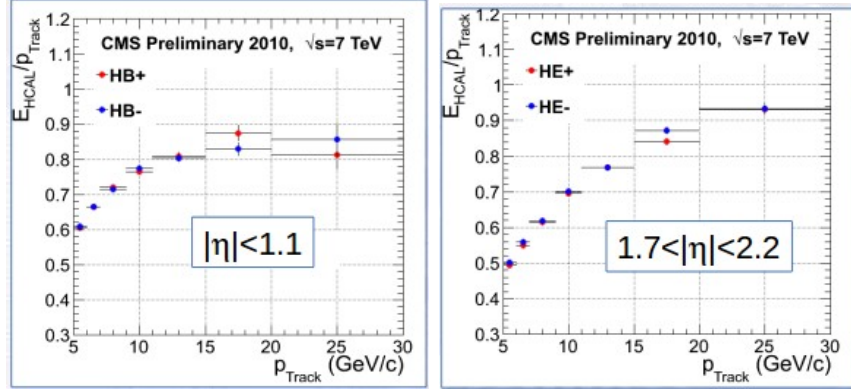 E_HCAL/p_Track
1.2
1.1
1
0.9
0.8
0.7
0.6
0.5
0.4
0.3
CMS Preliminary 2010, √s=7 TeV
HB+
HB-
|η|<1.1
5 10 15 20 25 30
p_Track (GeV/c)
E_HCAL/p_Track
1.2
1.1
1
0.9
0.8
0.7
0.6
0.5
0.4
0.3
CMS Preliminary 2010, √s=7 TeV
HE+
HE-
1.7<|η|<2.2
5 10 15 20 25 30
p_Track (GeV/c)